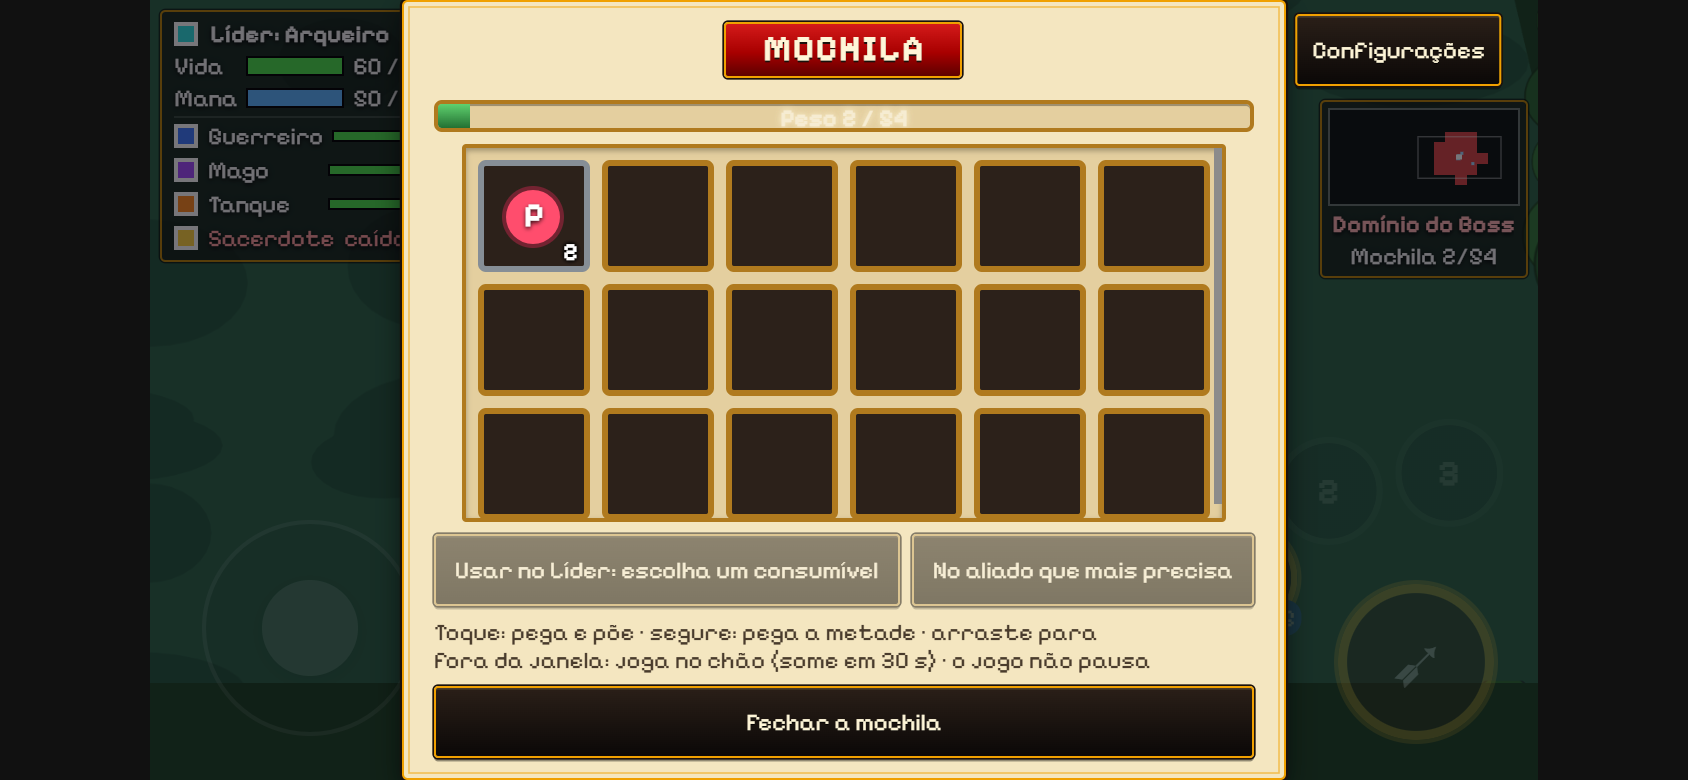 MOCHILA
Líder: Arqueiro
Vida 60 /
Mana 80 /
Guerreiro
Mago
Tanque
Sacerdote caído
Configurações
Peso 2 / 84
P
2
Domínio do Boss
Mochila 2/84
2
3
Usar no Líder: escolha um consumível
No aliado que mais precisa
Toque: pega e põe · segure: pega a metade · arraste para
fora da janela: joga no chão (some em 30 s) · o jogo não pausa
Fechar a mochila